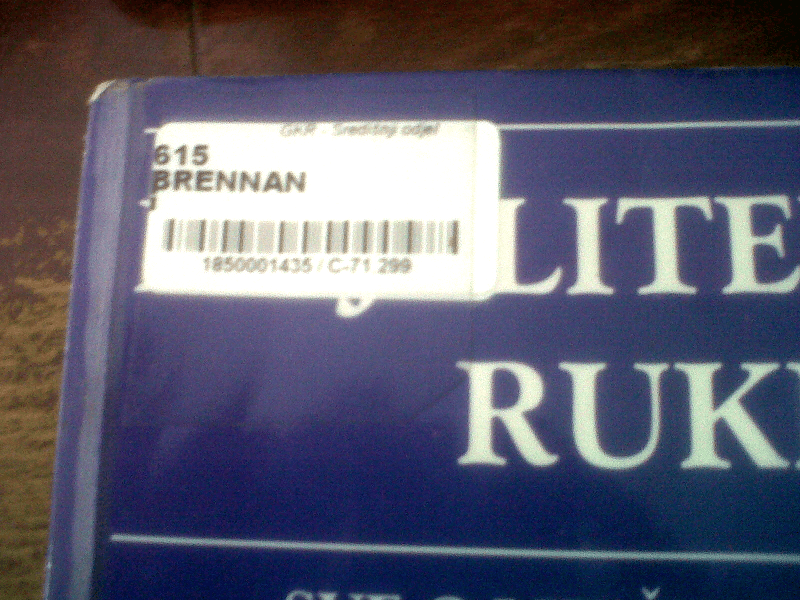 GKR - Središnji odjel
615
BRENNAN
1850001435 / C-71 299
LITE
RUK